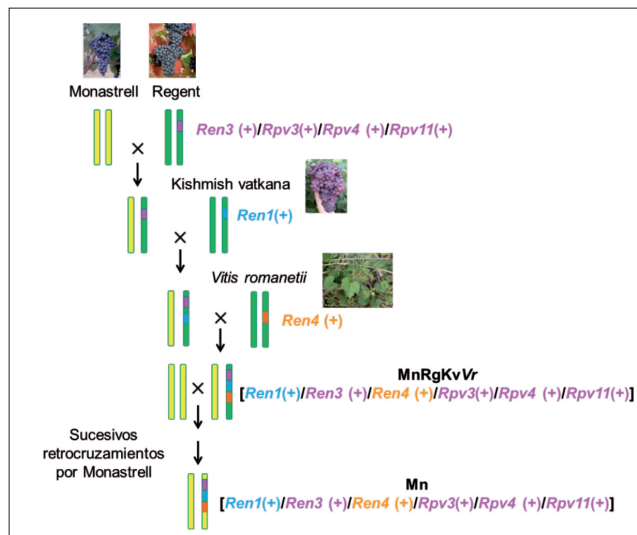 Monastrell Regent
Ren3 (+)/Rpv3(+)/Rpv4 (+)/Rpv11(+)
×
Kishmish vatkana
Ren1(+)
×
Vitis romanetii
Ren4 (+)
×
MnRgKvVr
×
[Ren1(+)/Ren3 (+)/Ren4 (+)/Rpv3(+)/Rpv4 (+)/Rpv11(+)]
Sucesivos
retrocruzamientos
por Monastrell
Mn
[Ren1(+)/Ren3 (+)/Ren4 (+)/Rpv3(+)/Rpv4 (+)/Rpv11(+)]